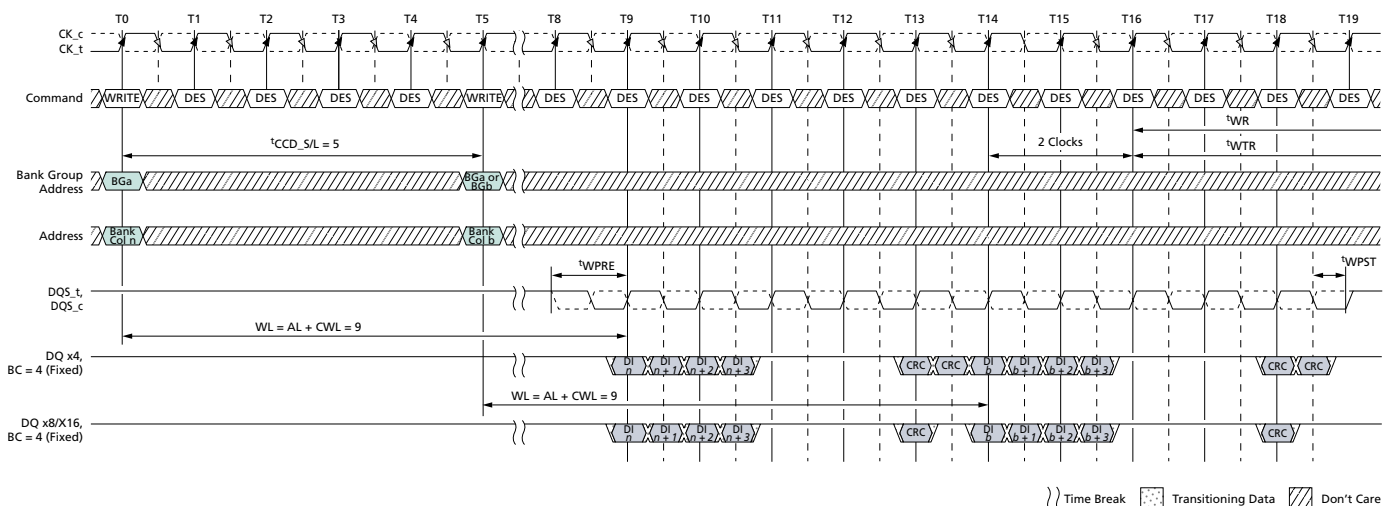 T0 T1 T2 T3 T4 T5 T8 T9 T10 T11 T12 T13 T14 T15 T16 T17 T18 T19
CK_c
CK_t
Command WRITE DES DES DES DES WRITE DES DES DES DES DES DES DES DES DES DES DES DES
tWR
tCCD_S/L = 5 2 Clocks tWTR
Bank Group
Address BGa BGa or
BGb
Address Bank
Col n Bank
Col b
tWPRE tWPST
DQS_t,
DQS_c
WL = AL + CWL = 9
DQ x4,
BC = 4 (Fixed) DI
n DI
n + 1 DI
n + 2 DI
n + 3 CRC CRC DI
b DI
b + 1 DI
b + 2 DI
b + 3 CRC CRC
WL = AL + CWL = 9
DQ x8/X16,
BC = 4 (Fixed) DI
n DI
n + 1 DI
n + 2 DI
n + 3 CRC DI
b DI
b + 1 DI
b + 2 DI
b + 3 CRC
Time Break Transitioning Data Don't Care